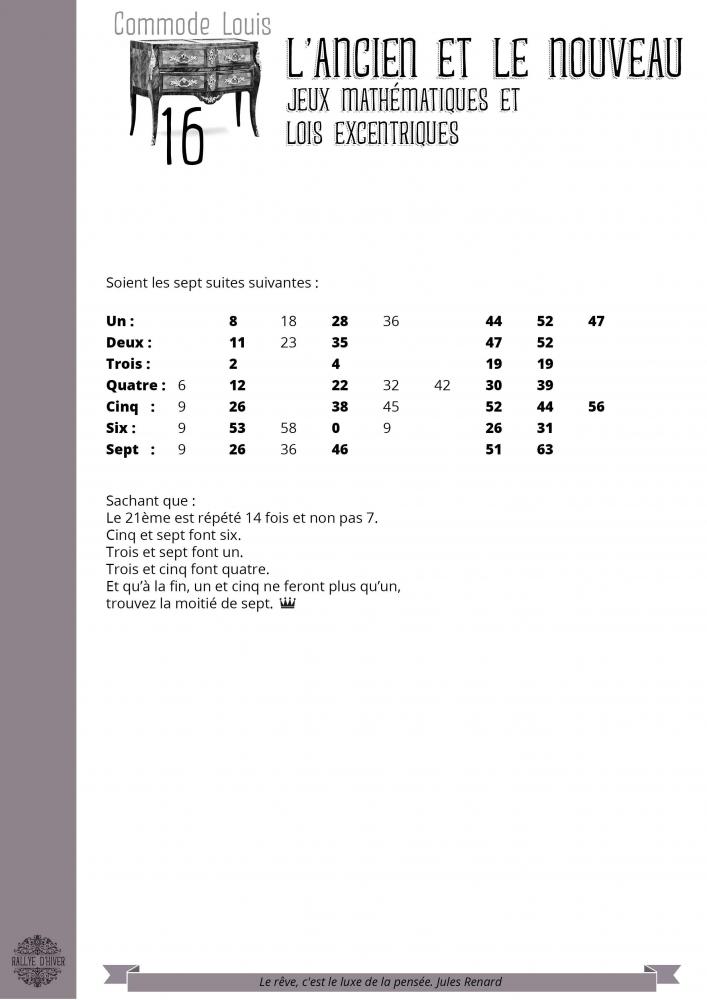 Commode Louis
16
L'ANCIEN ET LE NOUVEAU
JEUX MATHÉMATIQUES ET
LOIS EXCENTRIQUES
Soient les sept suites suivantes :
Un : 8 18 28 36 44 52 47
Deux : 11 23 35 47 52
Trois : 2 4 19 19
Quatre : 6 12 22 32 42 30 39
Cinq : 9 26 38 45 52 44 56
Six : 9 53 58 0 9 26 31
Sept : 9 26 36 46 51 63
Sachant que :
Le 21ème est répété 14 fois et non pas 7.
Cinq et sept font six.
Trois et sept font un.
Trois et cinq font quatre.
Et qu'à la fin, un et cinq ne feront plus qu'un,
trouvez la moitié de sept.
RALLYE D'HIVER
Le rêve, c'est le luxe de la pensée. Jules Renard